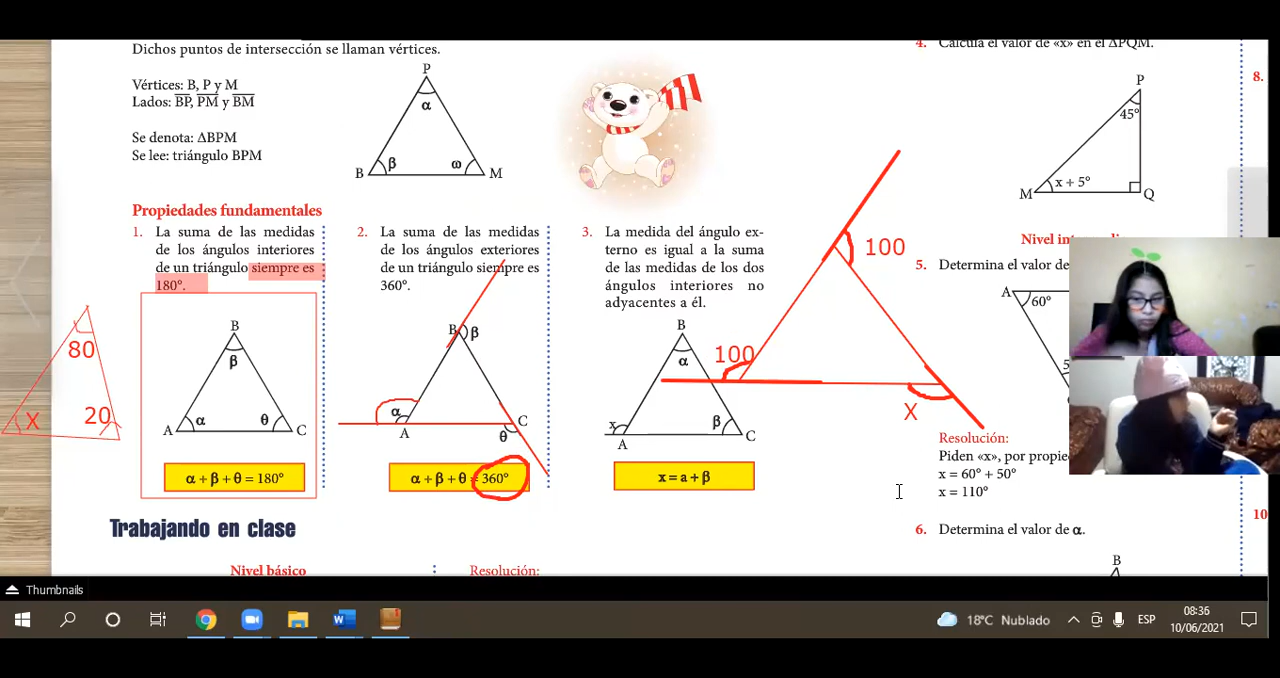 Dichos puntos de intersección se llaman vértices.
Vértices: B, P y M
Lados: BP, PM y BM
Se denota: ΔBPM
Se lee: triángulo BPM
P
α
B
β
ω
M
Propiedades fundamentales
1. La suma de las medidas
de los ángulos interiores
de un triángulo siempre es
180°.
80
X
20
B
β
A
α
θ
C
α + β + θ = 180°
2. La suma de las medidas
de los ángulos exteriores
de un triángulo siempre es
360°.
B
β
α
A
C
θ
α + β + θ = 360°
3. La medida del ángulo ex-
terno es igual a la suma
de las medidas de los dos
ángulos interiores no
adyacentes a él.
B
α
x
A
β
C
x = a + β
100
100
X
4. Calcula el valor de «x» en el ΔPQM.
P
45°
M
x + 5°
Q
8.
Nivel
5. Determina el valor de
A
60°
Resolución:
Piden «x», por
x = 60° + 50°
x = 110°
6. Determina el valor de α.
B
10
Trabajando en clase
Nivel básico
Resolución:
Thumbnails
18°C Nublado
ESP
08:36
10/06/2021